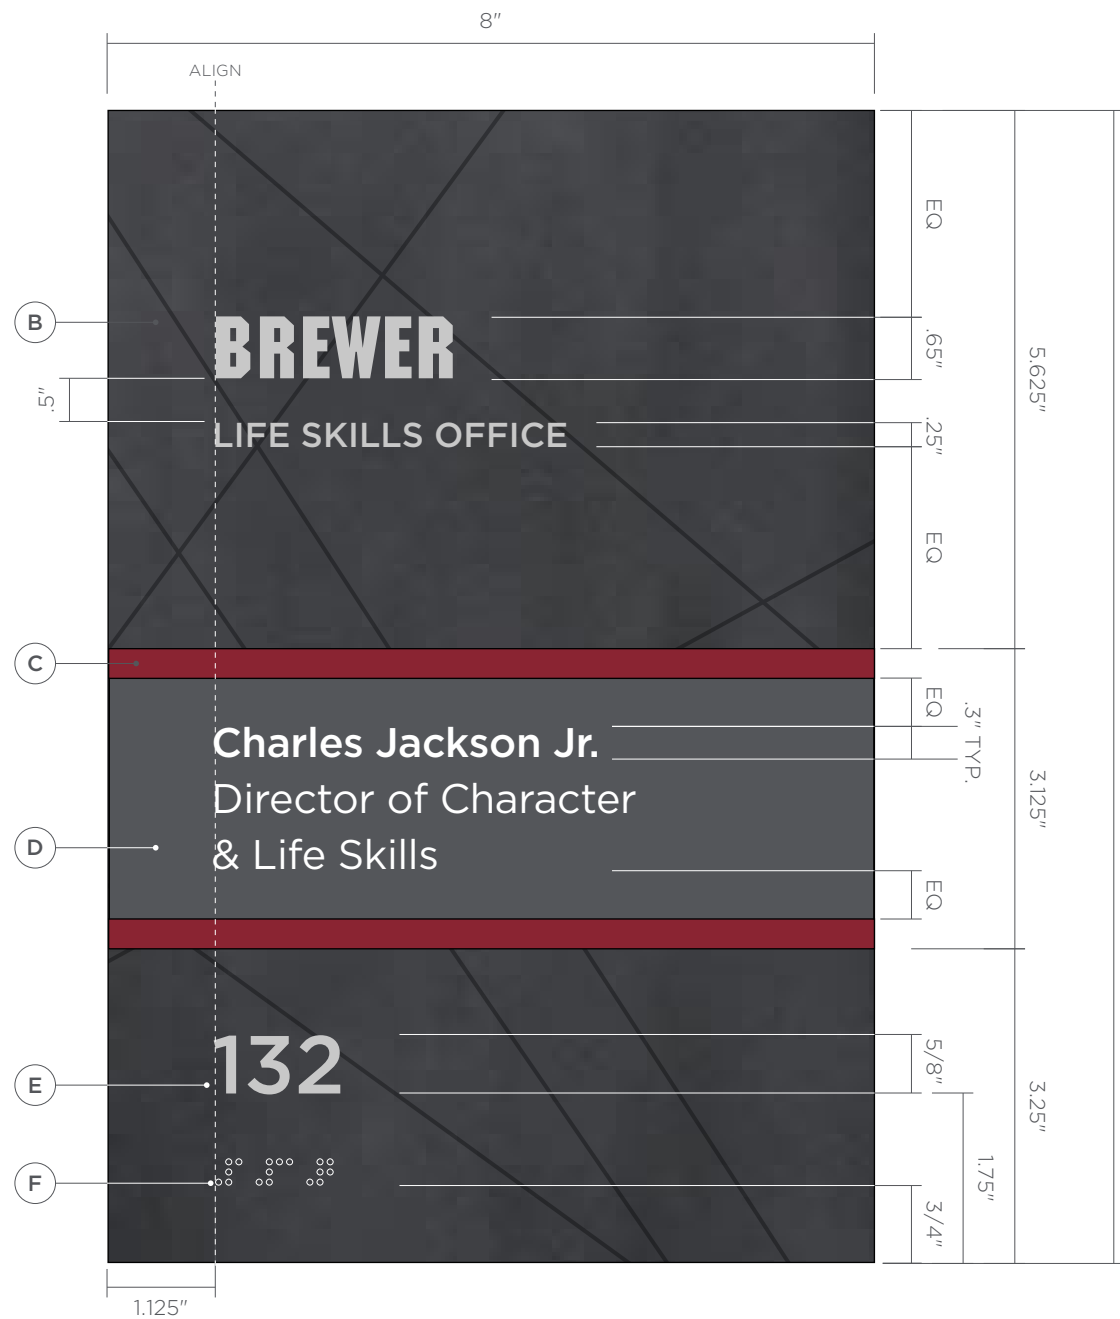 8"
ALIGN
EQ
B
BREWER
.65"
5.625"
.5"
LIFE SKILLS OFFICE
.25"
EQ
C
EQ
.3" TYP.
Charles Jackson Jr.
Director of Character
3.125"
D
& Life Skills
EQ
132
5/8"
E
3.25"
F
1.75"
3/4"
1.125"